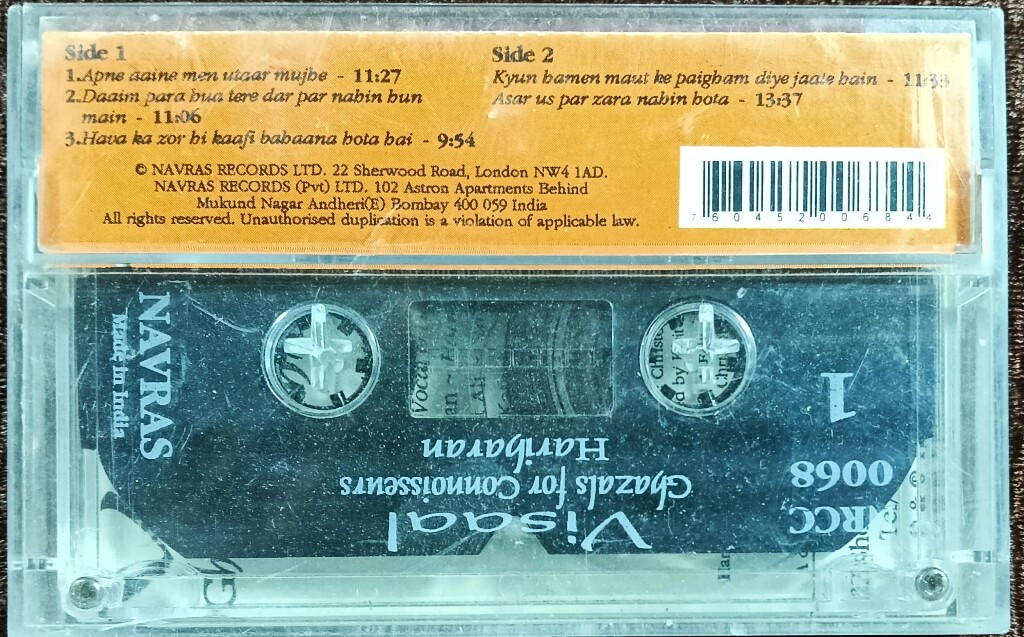 Side 1
1.Apne aaine men utaar mujhe - 11:27
2.Daaim para hua tere dar par nahin hun
main - 11:06
3.Hava ka zor hi kaafi bahaana hota hai - 9:54
Side 2
Kyun hamen maut ke paigham diye jaate hain - 11:33
Asar us par zara nahin hota - 13:37
© NAVRAS RECORDS LTD. 22 Sherwood Road, London NW4 1AD.
NAVRAS RECORDS (Pvt) LTD. 102 Astron Apartments Behind
Mukund Nagar Andheri(E) Bombay 400 059 India
All rights reserved. Unauthorised duplication is a violation of applicable law.
7 60452 00684 4
NAVRAS
Made in India
1
Visaal
Ghazals for Connoisseurs
Hariharan
NRCC
0068